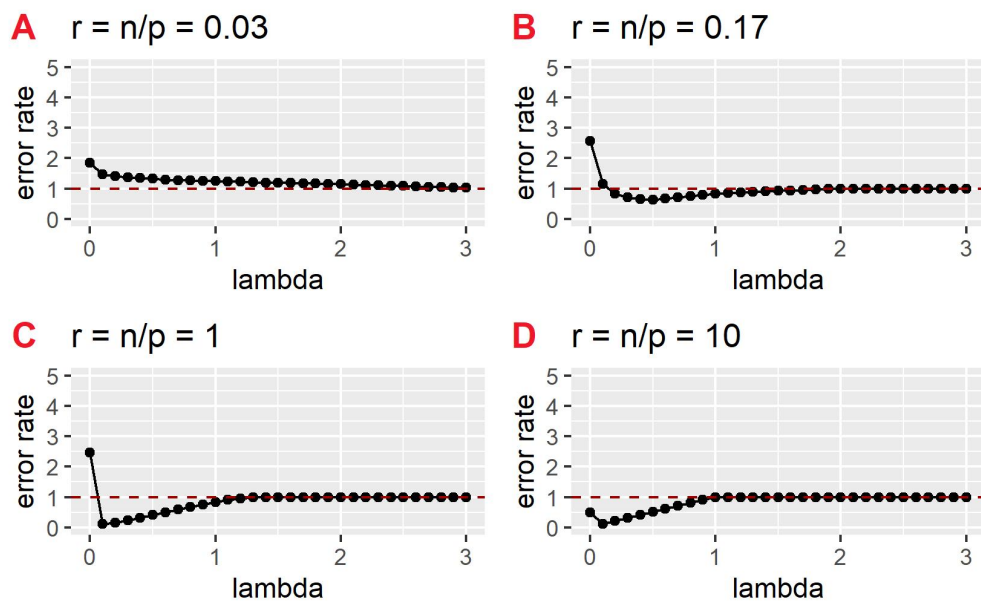 A r = n/p = 0.03
5
4
3
2
1
0
error rate
0 1 2 3
lambda
B r = n/p = 0.17
5
4
3
2
1
0
error rate
0 1 2 3
lambda
C r = n/p = 1
5
4
3
2
1
0
error rate
0 1 2 3
lambda
D r = n/p = 10
5
4
3
2
1
0
error rate
0 1 2 3
lambda